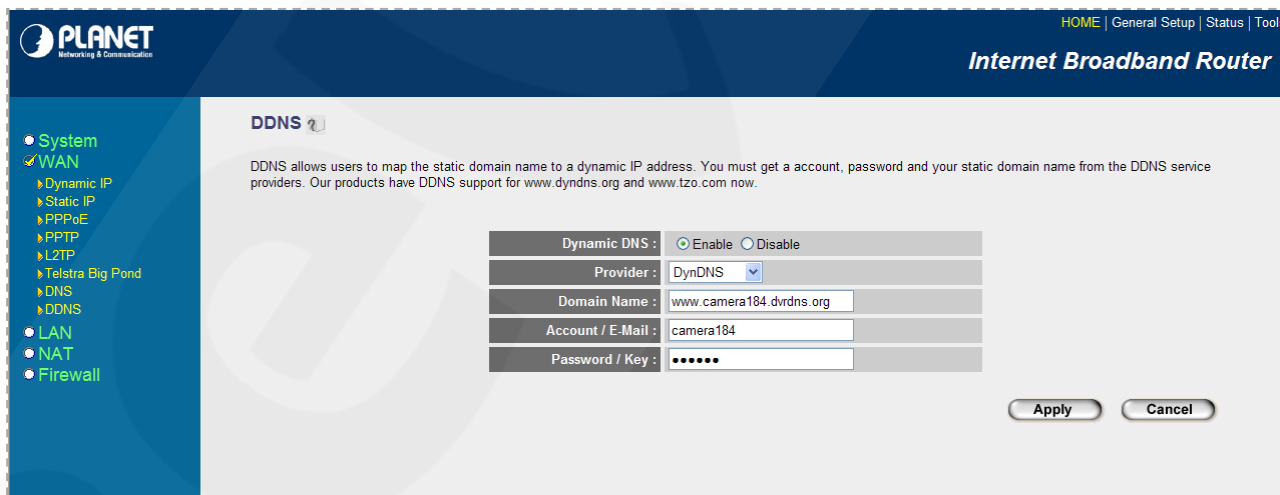 PLANET
Networking & Communication
HOME | General Setup | Status | Tools
Internet Broadband Router
System
WAN
Dynamic IP
Static IP
PPPoE
PPTP
L2TP
Telstra Big Pond
DNS
DDNS
LAN
NAT
Firewall
DDNS
DDNS allows users to map the static domain name to a dynamic IP address. You must get a account, password and your static domain name from the DDNS service
providers. Our products have DDNS support for www.dyndns.org and www.tzo.com now.
Dynamic DNS : Enable Disable
Provider : DynDNS
Domain Name : www.camera184.dvrdns.org
Account / E-Mail : camera184
Password / Key : ••••••
Apply Cancel